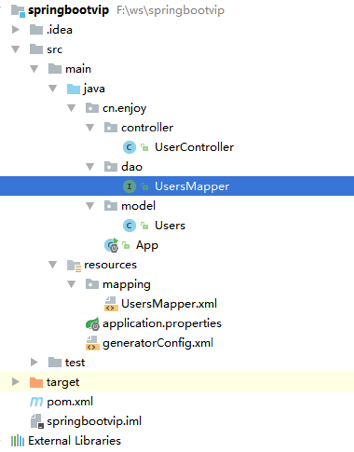 springbootvip F:\ws\springbootvip
.idea
src
main
java
cn.enjoy
controller
UserController
dao
UsersMapper
model
Users
App
resources
mapping
UsersMapper.xml
application.properties
generatorConfig.xml
test
target
pom.xml
springbootvip.iml
External Libraries